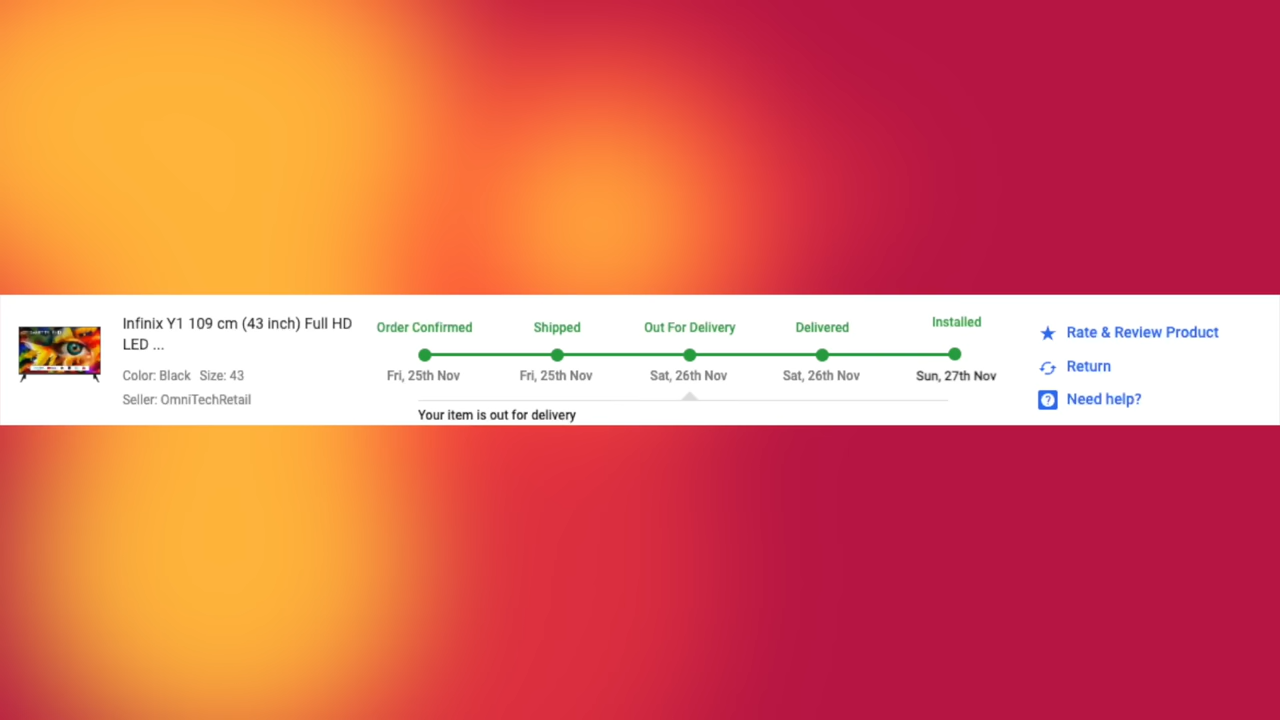 Infinix Y1 109 cm (43 inch) Full HD
LED ...
Color: Black Size: 43
Seller: OmniTechRetail
Order Confirmed
Fri, 25th Nov
Shipped
Fri, 25th Nov
Out For Delivery
Sat, 26th Nov
Delivered
Sat, 26th Nov
Installed
Sun, 27th Nov
Your item is out for delivery
Rate & Review Product
Return
Need help?